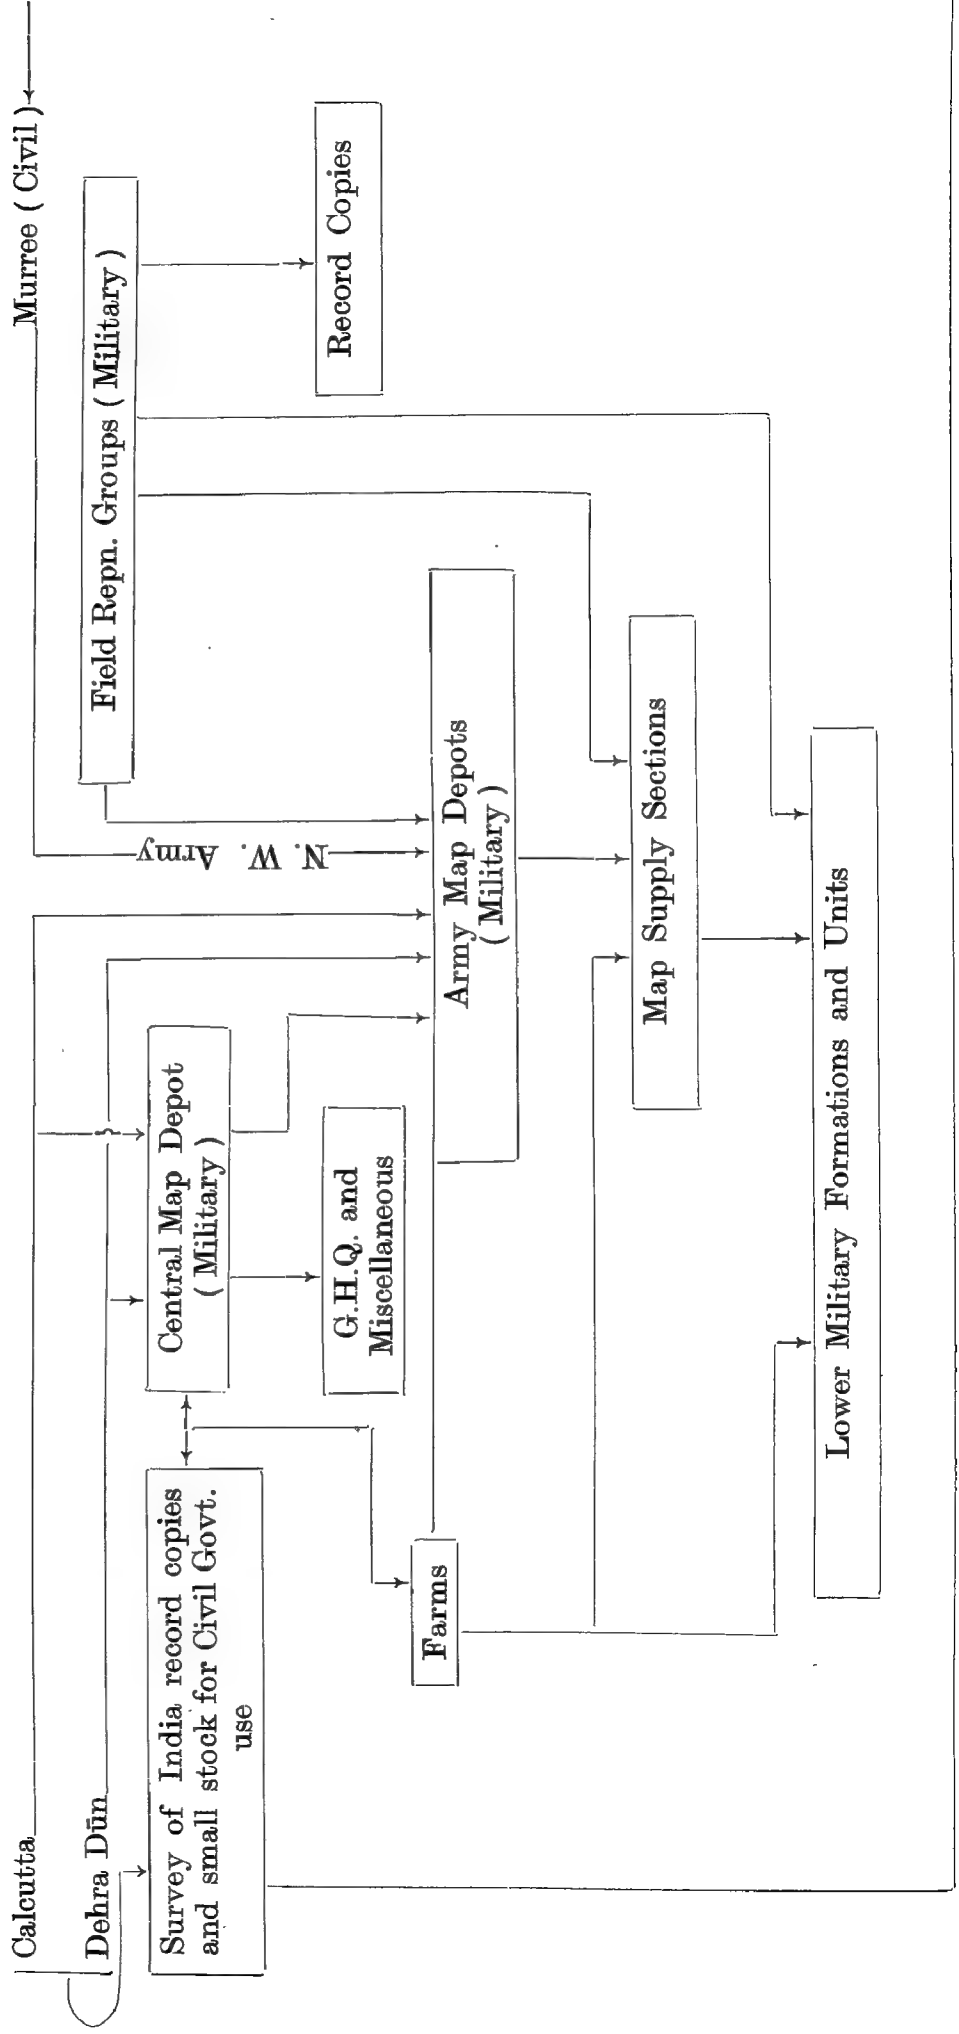 Calcutta
Murree ( Civil )
Dehra Dūn
Field Repn. Groups ( Military )
Survey of India record copies
and small stock for Civil Govt.
use
Central Map Depot
( Military )
N. W. Army
G.H.Q. and
Miscellaneous
Record Copies
Farms
Army Map Depots
( Military )
Map Supply Sections
Lower Military Formations and Units